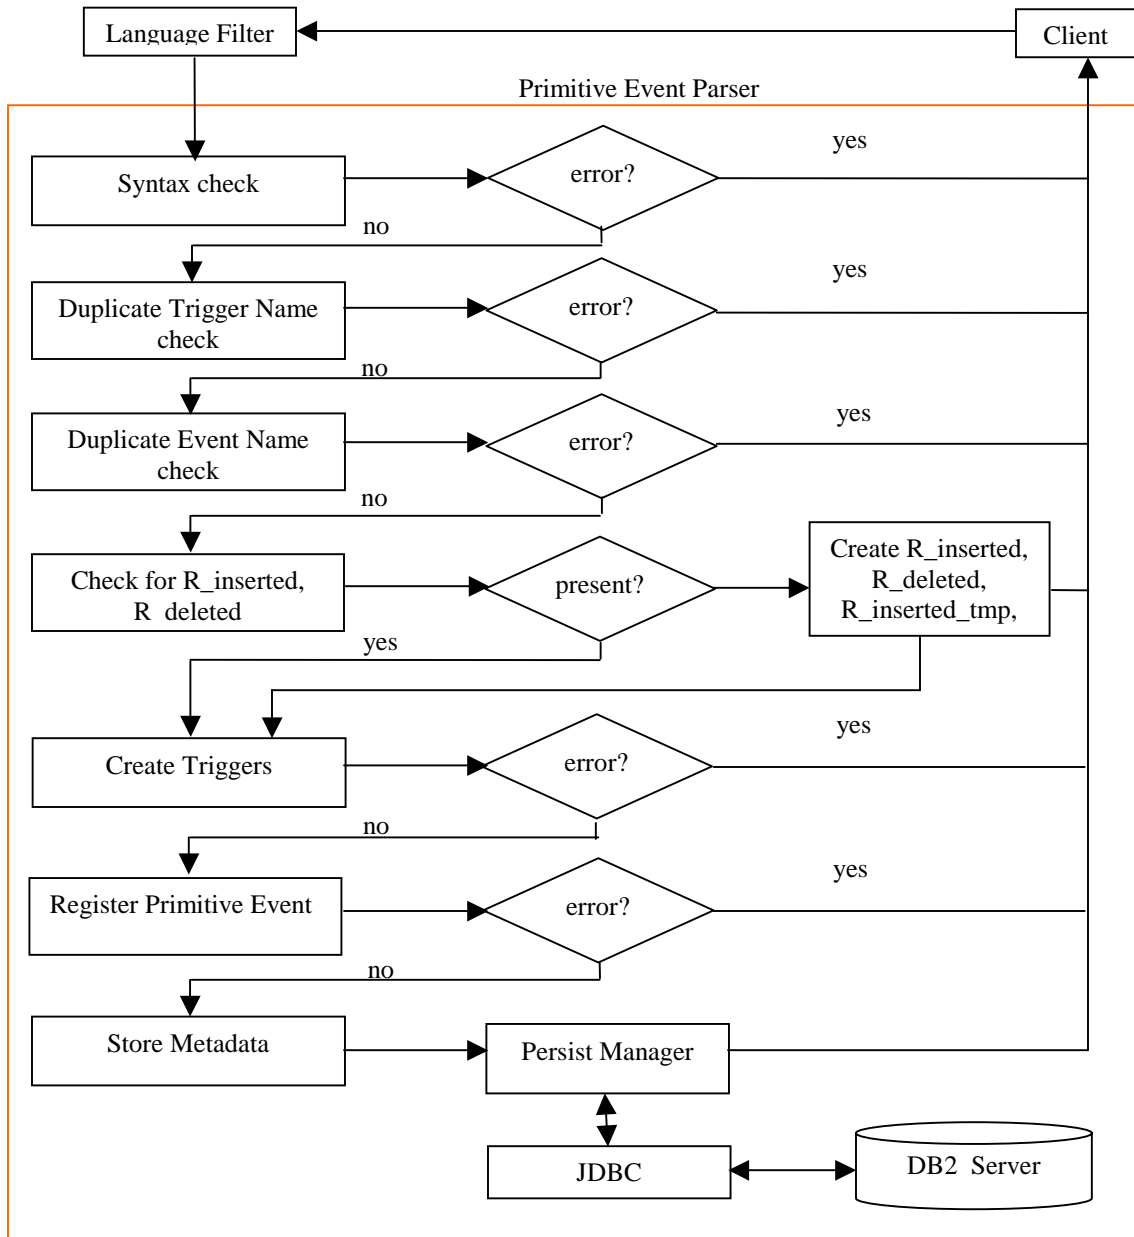 Language Filter
Client
Primitive Event Parser
Syntax check
error?
yes
no
Duplicate Trigger Name
check
error?
yes
no
Duplicate Event Name
check
error?
yes
no
Check for R_inserted,
R_deleted
present?
Create R_inserted,
R_deleted,
R_inserted_tmp,
yes
Create Triggers
error?
yes
no
Register Primitive Event
error?
yes
no
Store Metadata
Persist Manager
JDBC
DB2 Server